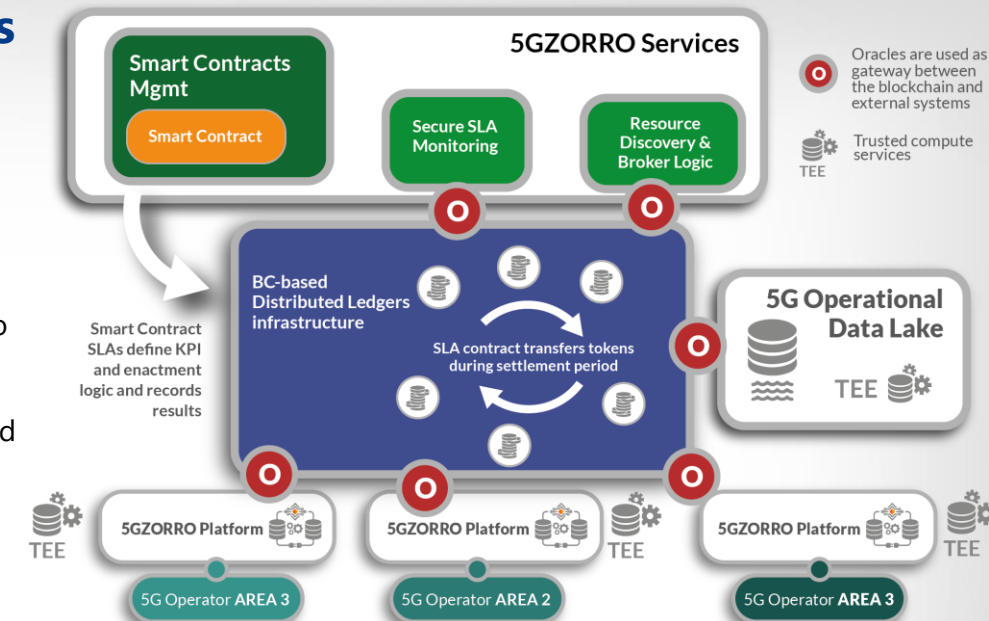 s
5GZORRO Services
Smart Contracts
Mgmt
Smart Contract
Secure SLA
Monitoring
Resource
Discovery &
Broker Logic
O
Oracles are used as
gateway between
the blockchain and
external systems
TEE
Trusted compute
services
O
O
BC-based
Distributed Ledgers
infrastructure
SLA contract transfers tokens
during settlement period
O
5G Operational
Data Lake
TEE
o
Smart Contract
SLAs define KPI
and enactment
logic and records
results
d
O
O
O
TEE
5GZORRO Platform
5GZORRO Platform
TEE
5GZORRO Platform
TEE
5G Operator AREA 3
5G Operator AREA 2
5G Operator AREA 3